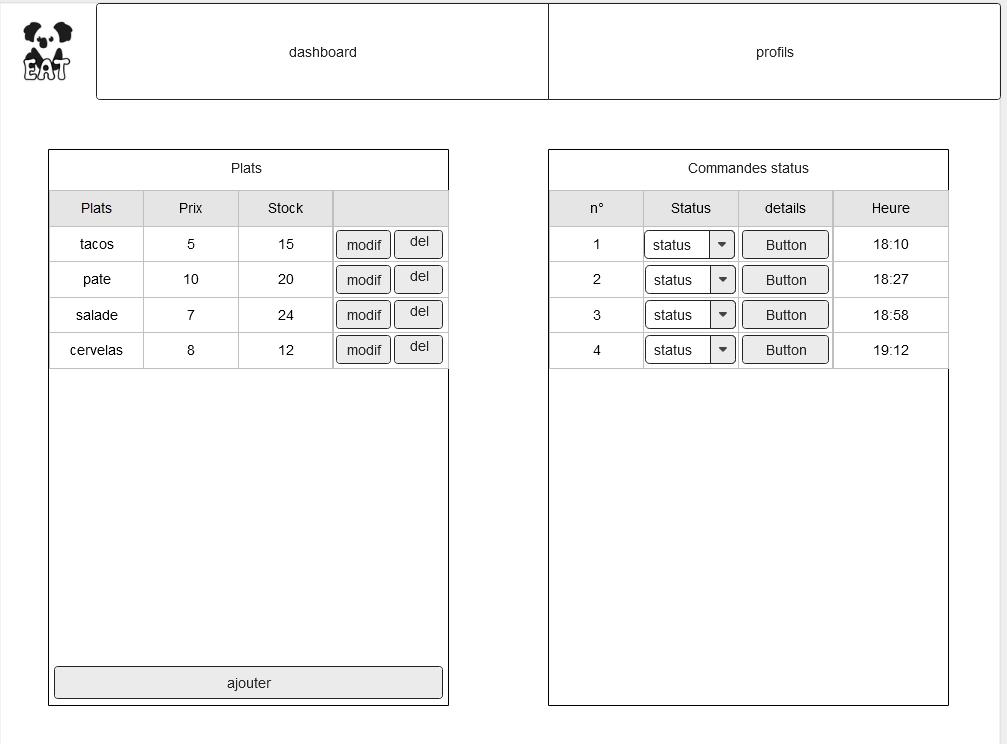 EAT
dashboard profils
Plats
Plats Prix Stock
tacos 5 15 modif del
pate 10 20 modif del
salade 7 24 modif del
cervelas 8 12 modif del
ajouter
Commandes status
n° Status details Heure
1 status Button 18:10
2 status Button 18:27
3 status Button 18:58
4 status Button 19:12